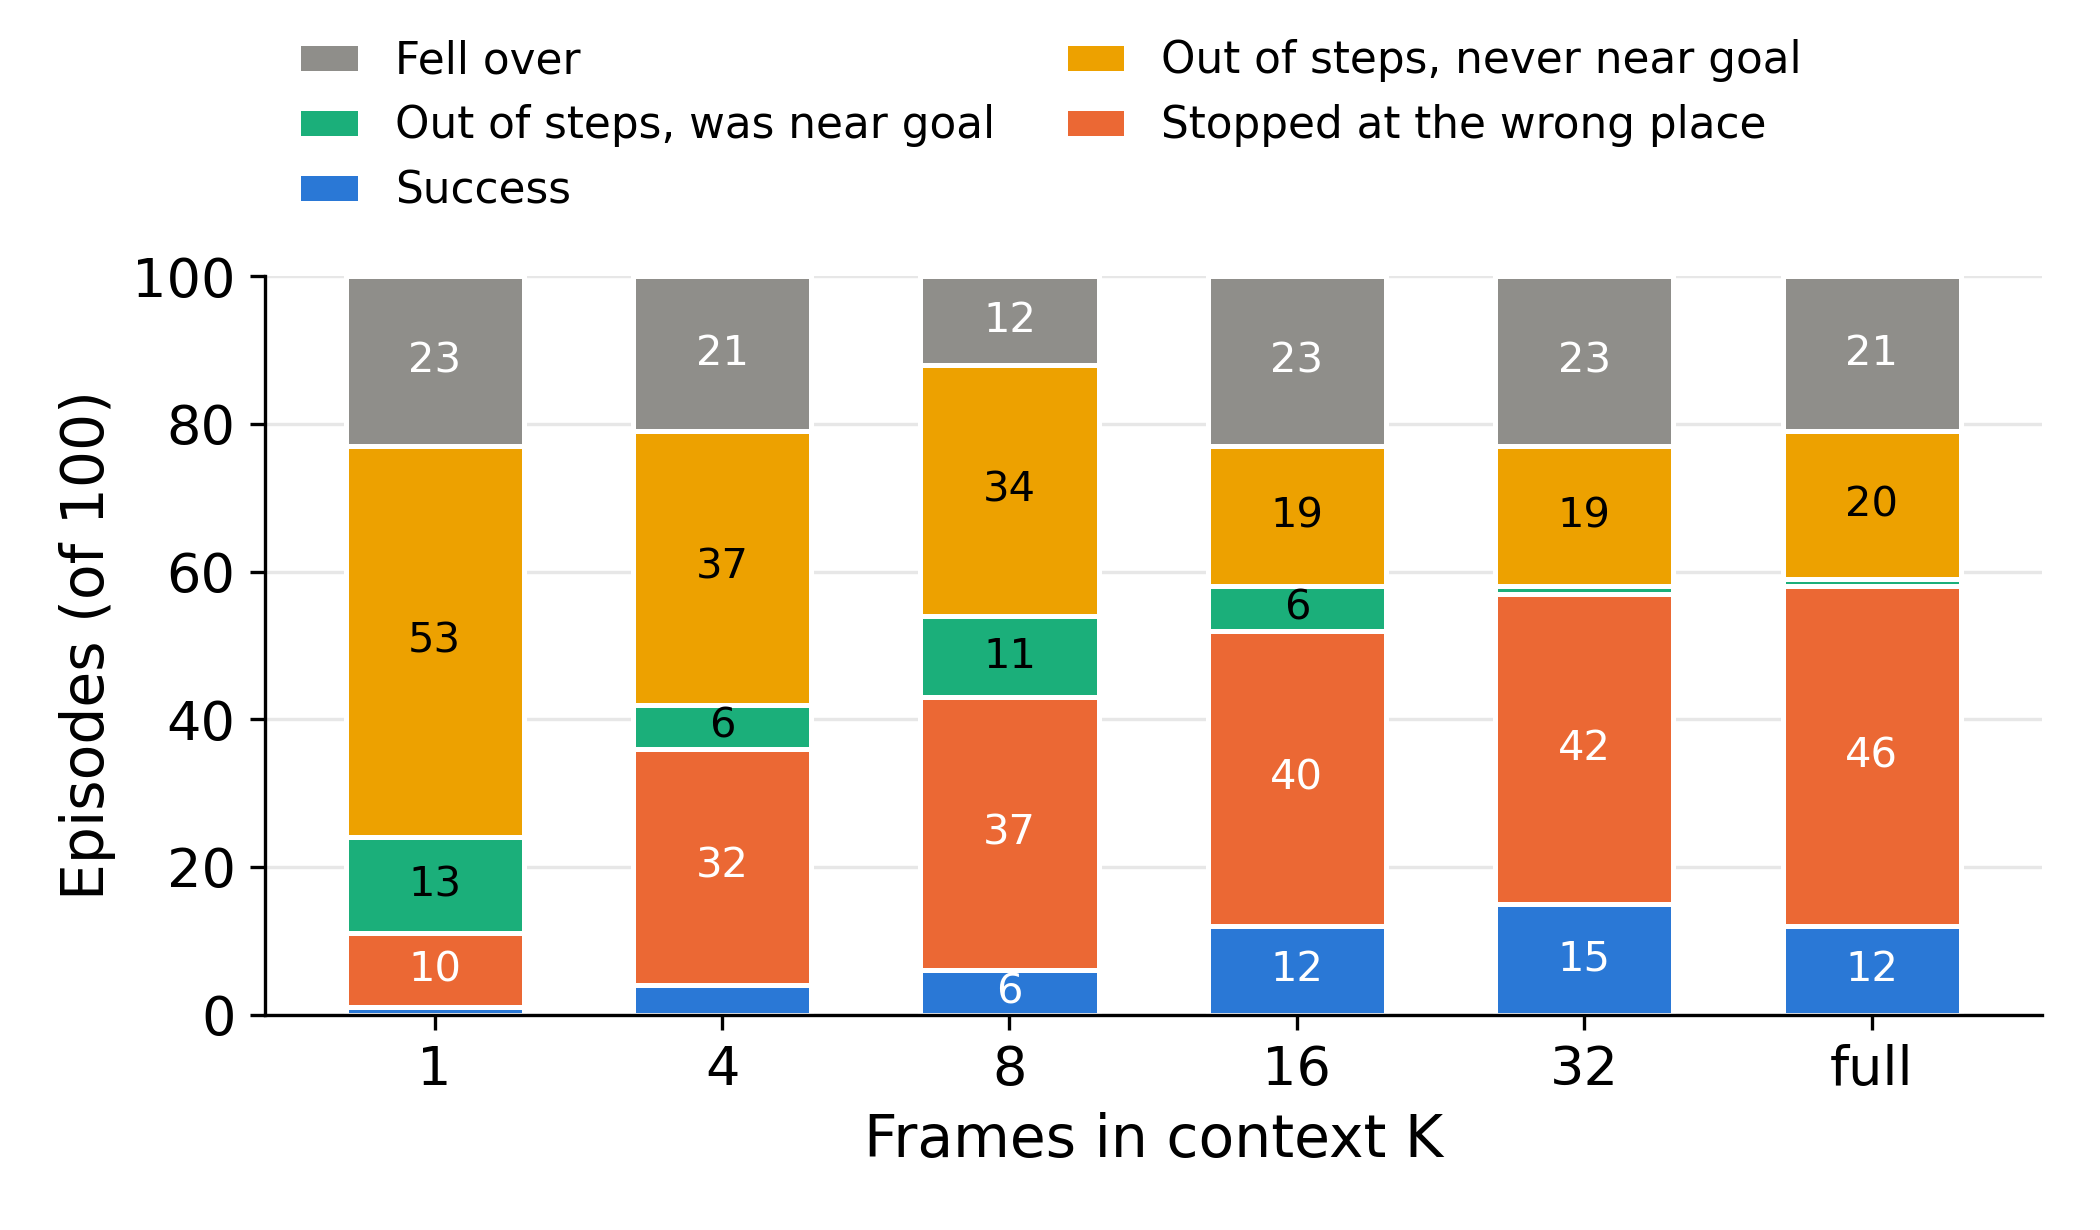 Fell over
Out of steps, was near goal
Success
Out of steps, never near goal
Stopped at the wrong place
100
80
60
40
20
0
Episodes (of 100)
23 21 12 23 23 21
53 37 34 19 19 20
13 6 11 6
10 32 37 40 42 46
6 12 15 12
1 4 8 16 32 full
Frames in context K